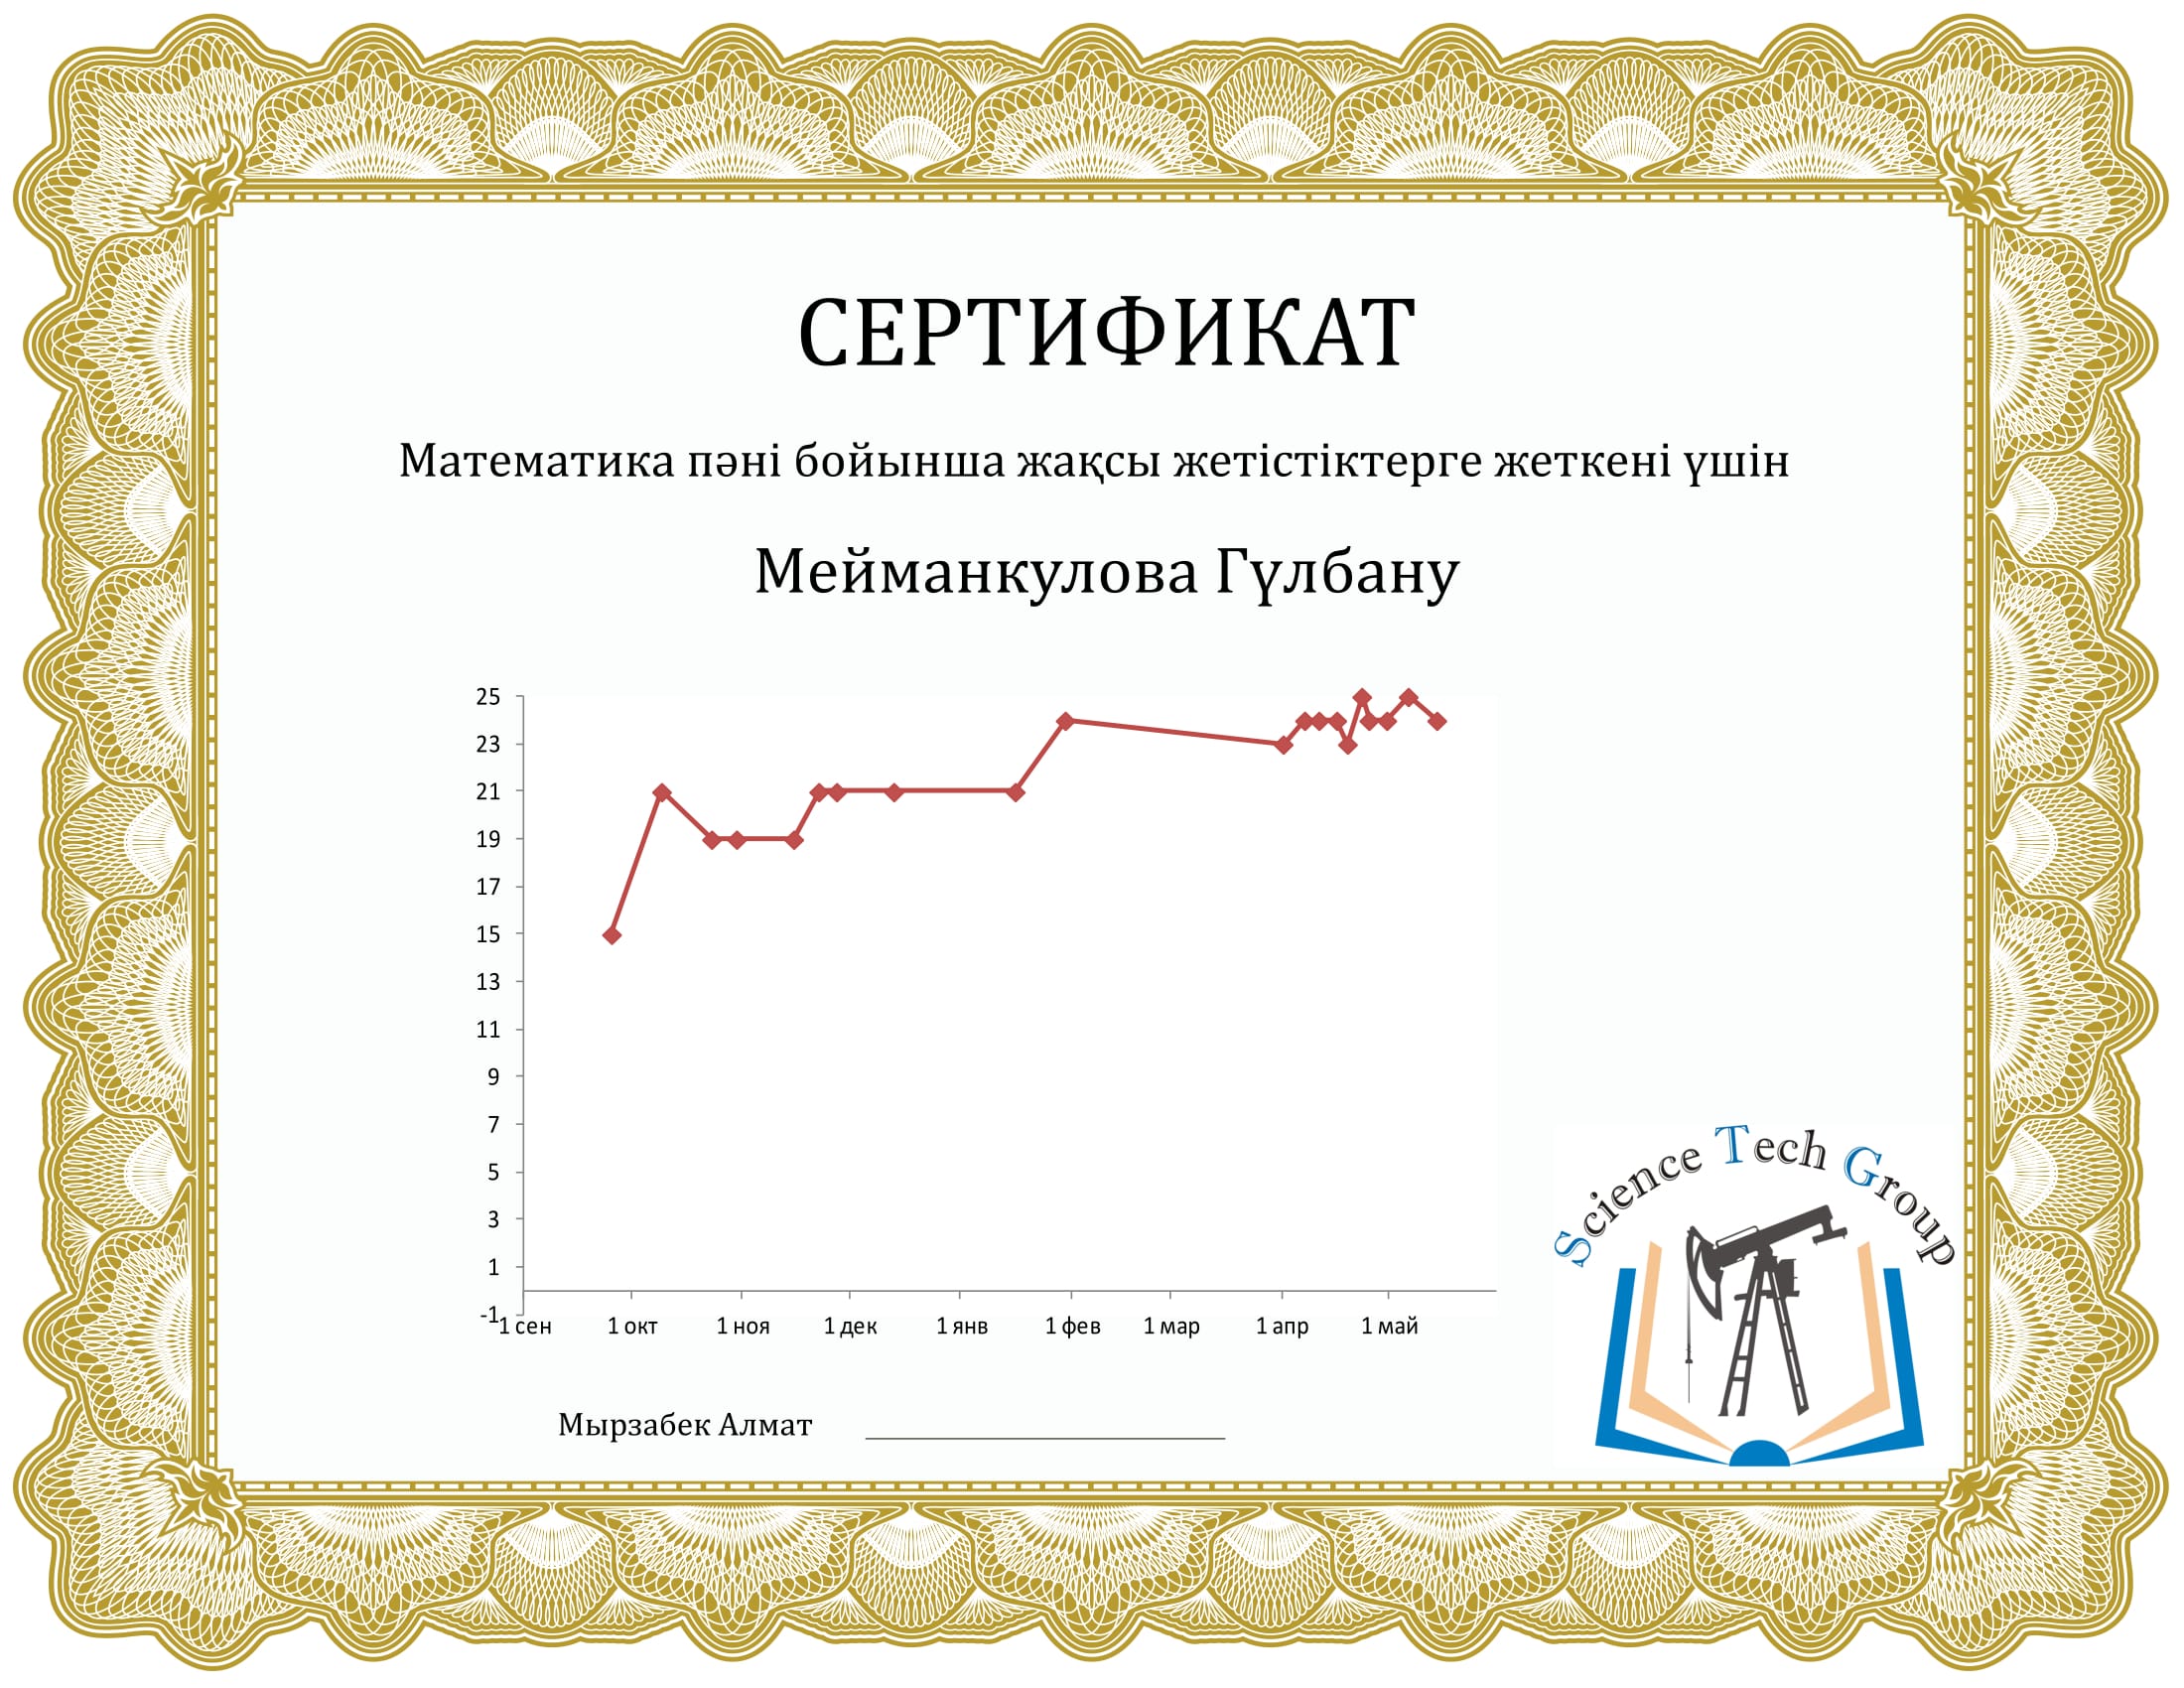 СЕРТИФИКАТ
Математика пәні бойынша жақсы жетістіктерге жеткені үшін
Мейманкулова Гүлбану
25
23
21
19
17
15
13
11
9
7
5
3
1
-1
1 сен 1 окт 1 ноя 1 дек 1 янв 1 фев 1 мар 1 апр 1 май
Science Tech Group
Мырзабек Алмат